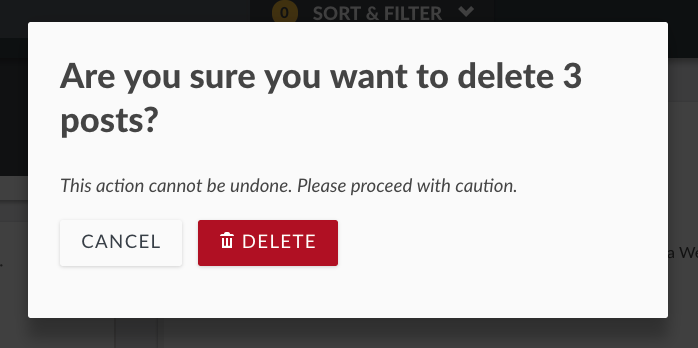 0 SORT & FILTER
Are you sure you want to delete 3
posts?
This action cannot be undone. Please proceed with caution.
CANCEL DELETE